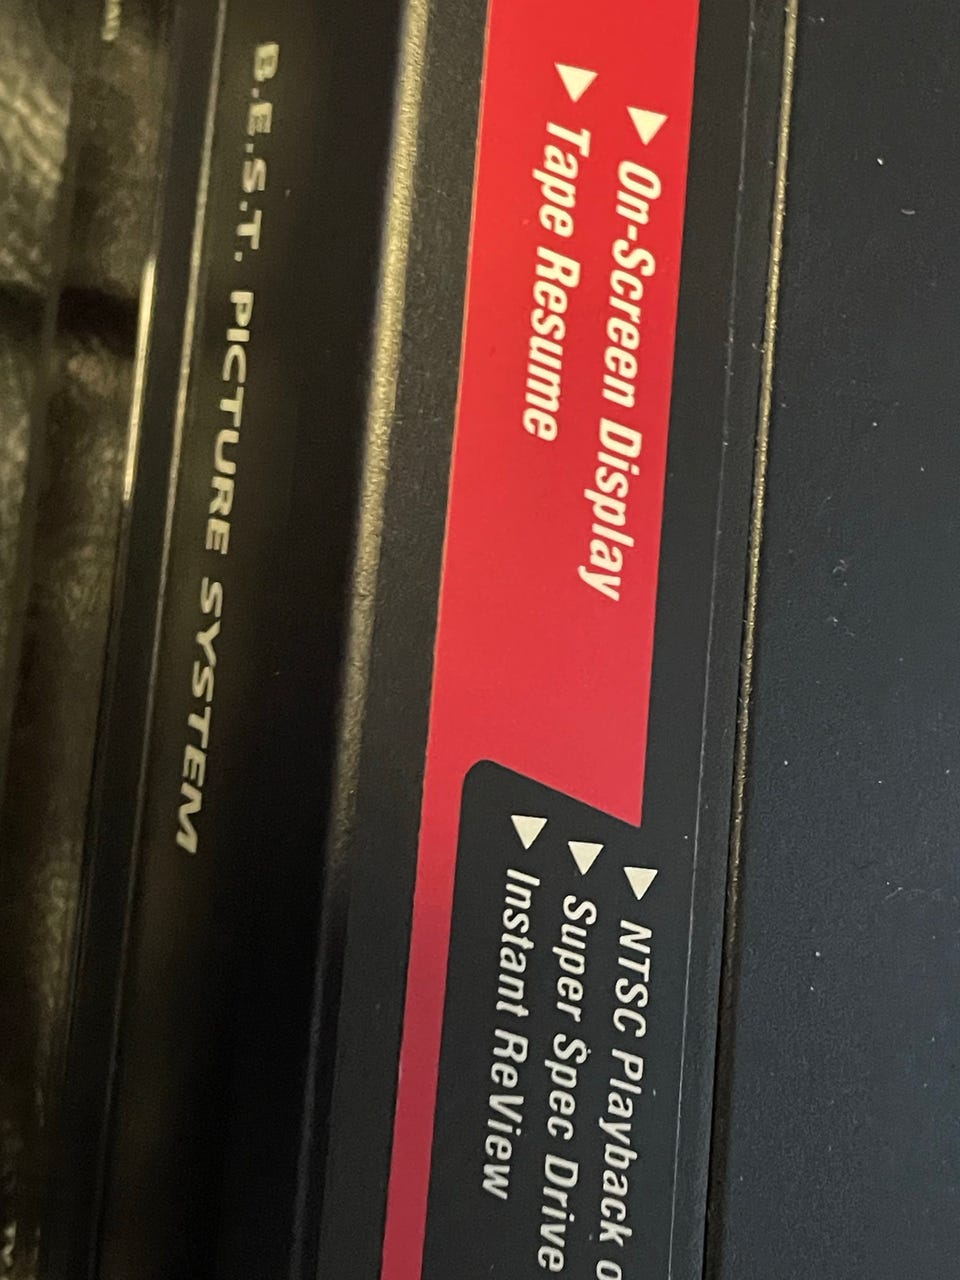 ▶ On-Screen Display
▶ Tape Resume
▶ NTSC Playback
▶ Super Spec Drive
▶ Instant ReView
B.E.S.T. PICTURE SYSTEM